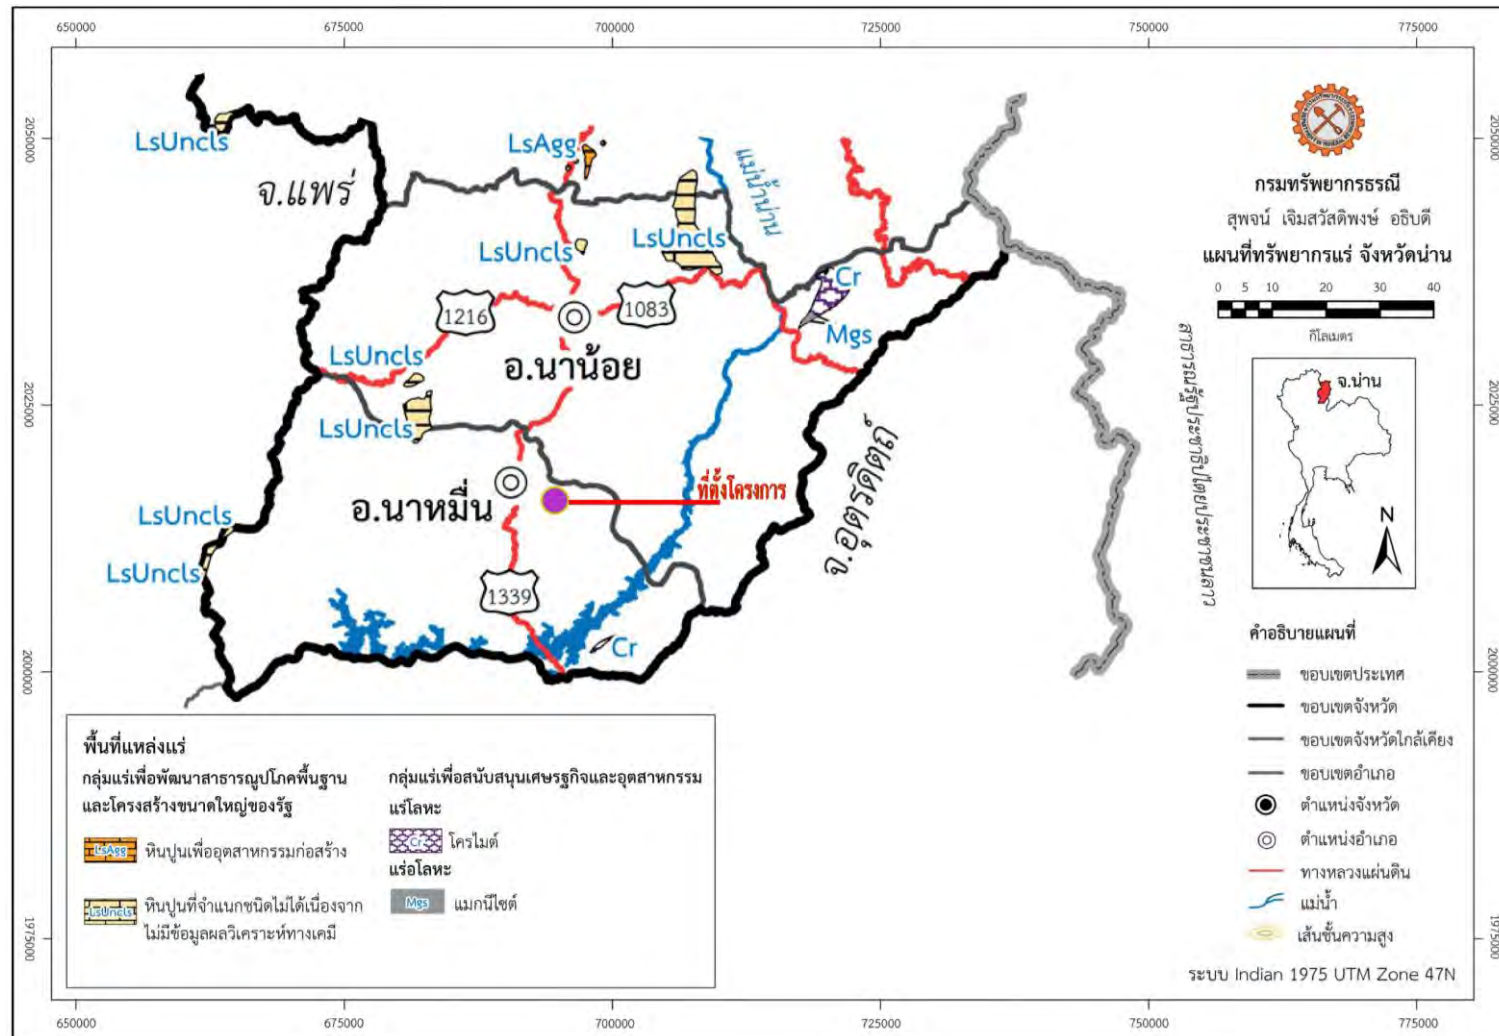 650000 675000 700000 725000 750000 775000
2050000
2025000
2000000
1975000
2050000
2025000
2000000
1975000
LsUncls
LsAgg
จ.แพร่
แม่น้ำน่าน
LsUncls
LsUncls
Cr
1216
1083
Mgs
LsUncls
อ.นาน้อย
LsUncls
ที่ตั้งโครงการ
อ.นาหมื่น
LsUncls
LsUncls
1339
Cr
จ.อุตรดิตถ์
สาธารณรัฐประชาธิปไตยประชาชนลาว
กรมทรัพยากรธรณี
สุพจน์ เจิมสวัสดิพงษ์ อธิบดี
แผนที่ทรัพยากรแร่ จังหวัดน่าน
0 5 10 20 30 40
กิโลเมตร
จ.น่าน
N
คำอธิบายแผนที่
ขอบเขตประเทศ
ขอบเขตจังหวัด
ขอบเขตจังหวัดใกล้เคียง
ขอบเขตอำเภอ
ตำแหน่งจังหวัด
ตำแหน่งอำเภอ
ทางหลวงแผ่นดิน
แม่น้ำ
เส้นชั้นความสูง
ระบบ Indian 1975 UTM Zone 47N
พื้นที่แหล่งแร่
กลุ่มแร่เพื่อพัฒนาสาธารณูปโภคพื้นฐาน
และโครงสร้างขนาดใหญ่ของรัฐ
LsAgg หินปูนเพื่ออุตสาหกรรมก่อสร้าง
LsUncls หินปูนที่จำแนกชนิดไม่ได้เนื่องจาก
ไม่มีข้อมูลผลวิเคราะห์ทางเคมี
กลุ่มแร่เพื่อสนับสนุนเศรษฐกิจและอุตสาหกรรม
แร่โลหะ
Cr โครไมต์
แร่อโลหะ
Mgs แมกนีไซต์
650000 675000 700000 725000 750000 775000